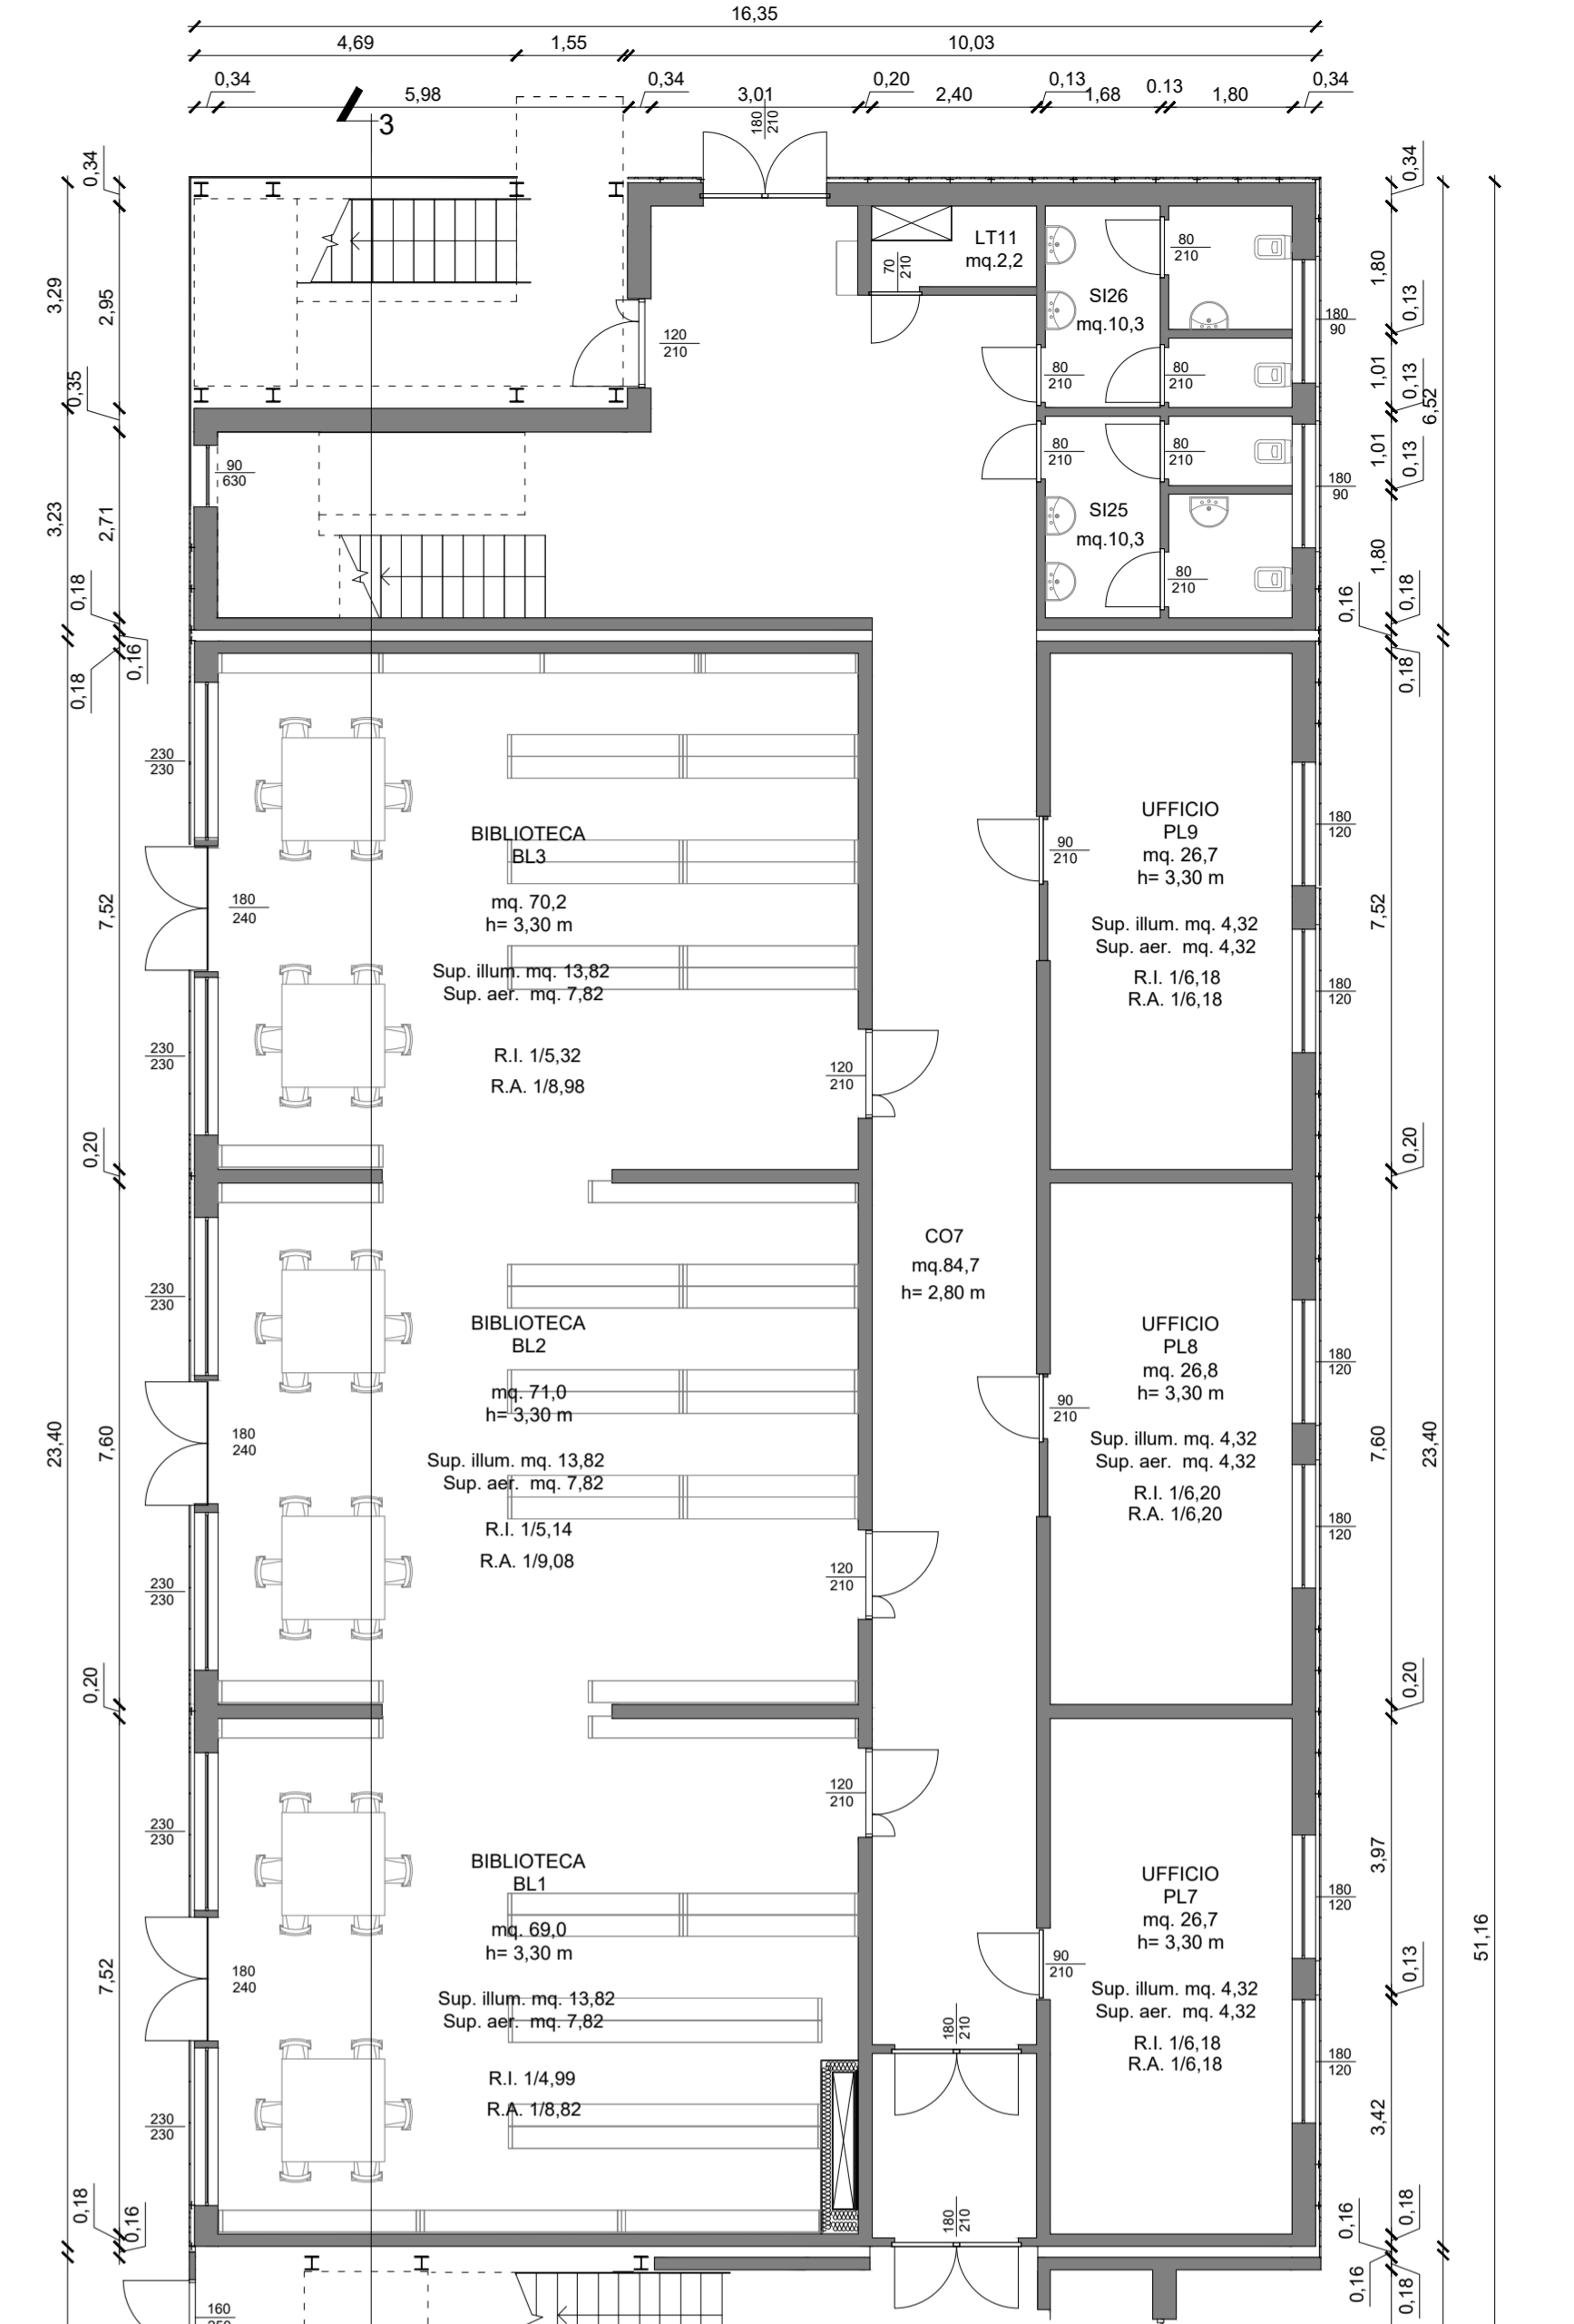 16,35
4,69
1,55
10,03
0,34
5,98
0,34
3,01
0,20
2,40
0,13
1,68
0.13
1,80
0,34
3
180
210
0,34
0,34
3,29
2,95
0,35
3,23
2,71
0,18
0,16
0,18
1,80
0,13
1,01
0,13
6,52
1,01
0,13
1,80
0,18
0,16
0,18
LT11
mq.2,2
70
210
80
210
SI26
mq.10,3
180
90
120
210
80
210
80
210
90
630
80
210
80
210
180
90
SI25
mq.10,3
80
210
230
230
BIBLIOTECA
BL3
mq. 70,2
h= 3,30 m
Sup. illum. mq. 13,82
Sup. aer.  mq. 7,82
R.I. 1/5,32
R.A. 1/8,98
180
240
230
230
7,52
0,20
120
210
90
210
UFFICIO
PL9
mq. 26,7
h= 3,30 m
Sup. illum. mq. 4,32
Sup. aer.  mq. 4,32
R.I. 1/6,18
R.A. 1/6,18
180
120
180
120
7,52
0,20
CO7
mq.84,7
h= 2,80 m
230
230
BIBLIOTECA
BL2
mq. 71,0
h= 3,30 m
Sup. illum. mq. 13,82
Sup. aer.  mq. 7,82
R.I. 1/5,14
R.A. 1/9,08
180
240
230
230
23,40
7,60
0,20
120
210
90
210
UFFICIO
PL8
mq. 26,8
h= 3,30 m
Sup. illum. mq. 4,32
Sup. aer.  mq. 4,32
R.I. 1/6,20
R.A. 1/6,20
180
120
180
120
7,60
23,40
0,20
120
210
230
230
BIBLIOTECA
BL1
mq. 69,0
h= 3,30 m
Sup. illum. mq. 13,82
Sup. aer.  mq. 7,82
R.I. 1/4,99
R.A. 1/8,82
180
240
230
230
7,52
0,18
0,16
90
210
UFFICIO
PL7
mq. 26,7
h= 3,30 m
Sup. illum. mq. 4,32
Sup. aer.  mq. 4,32
R.I. 1/6,18
R.A. 1/6,18
180
120
180
120
3,97
0,13
51,16
3,42
180
210
180
210
0,16
0,18
0,16
0,18
160